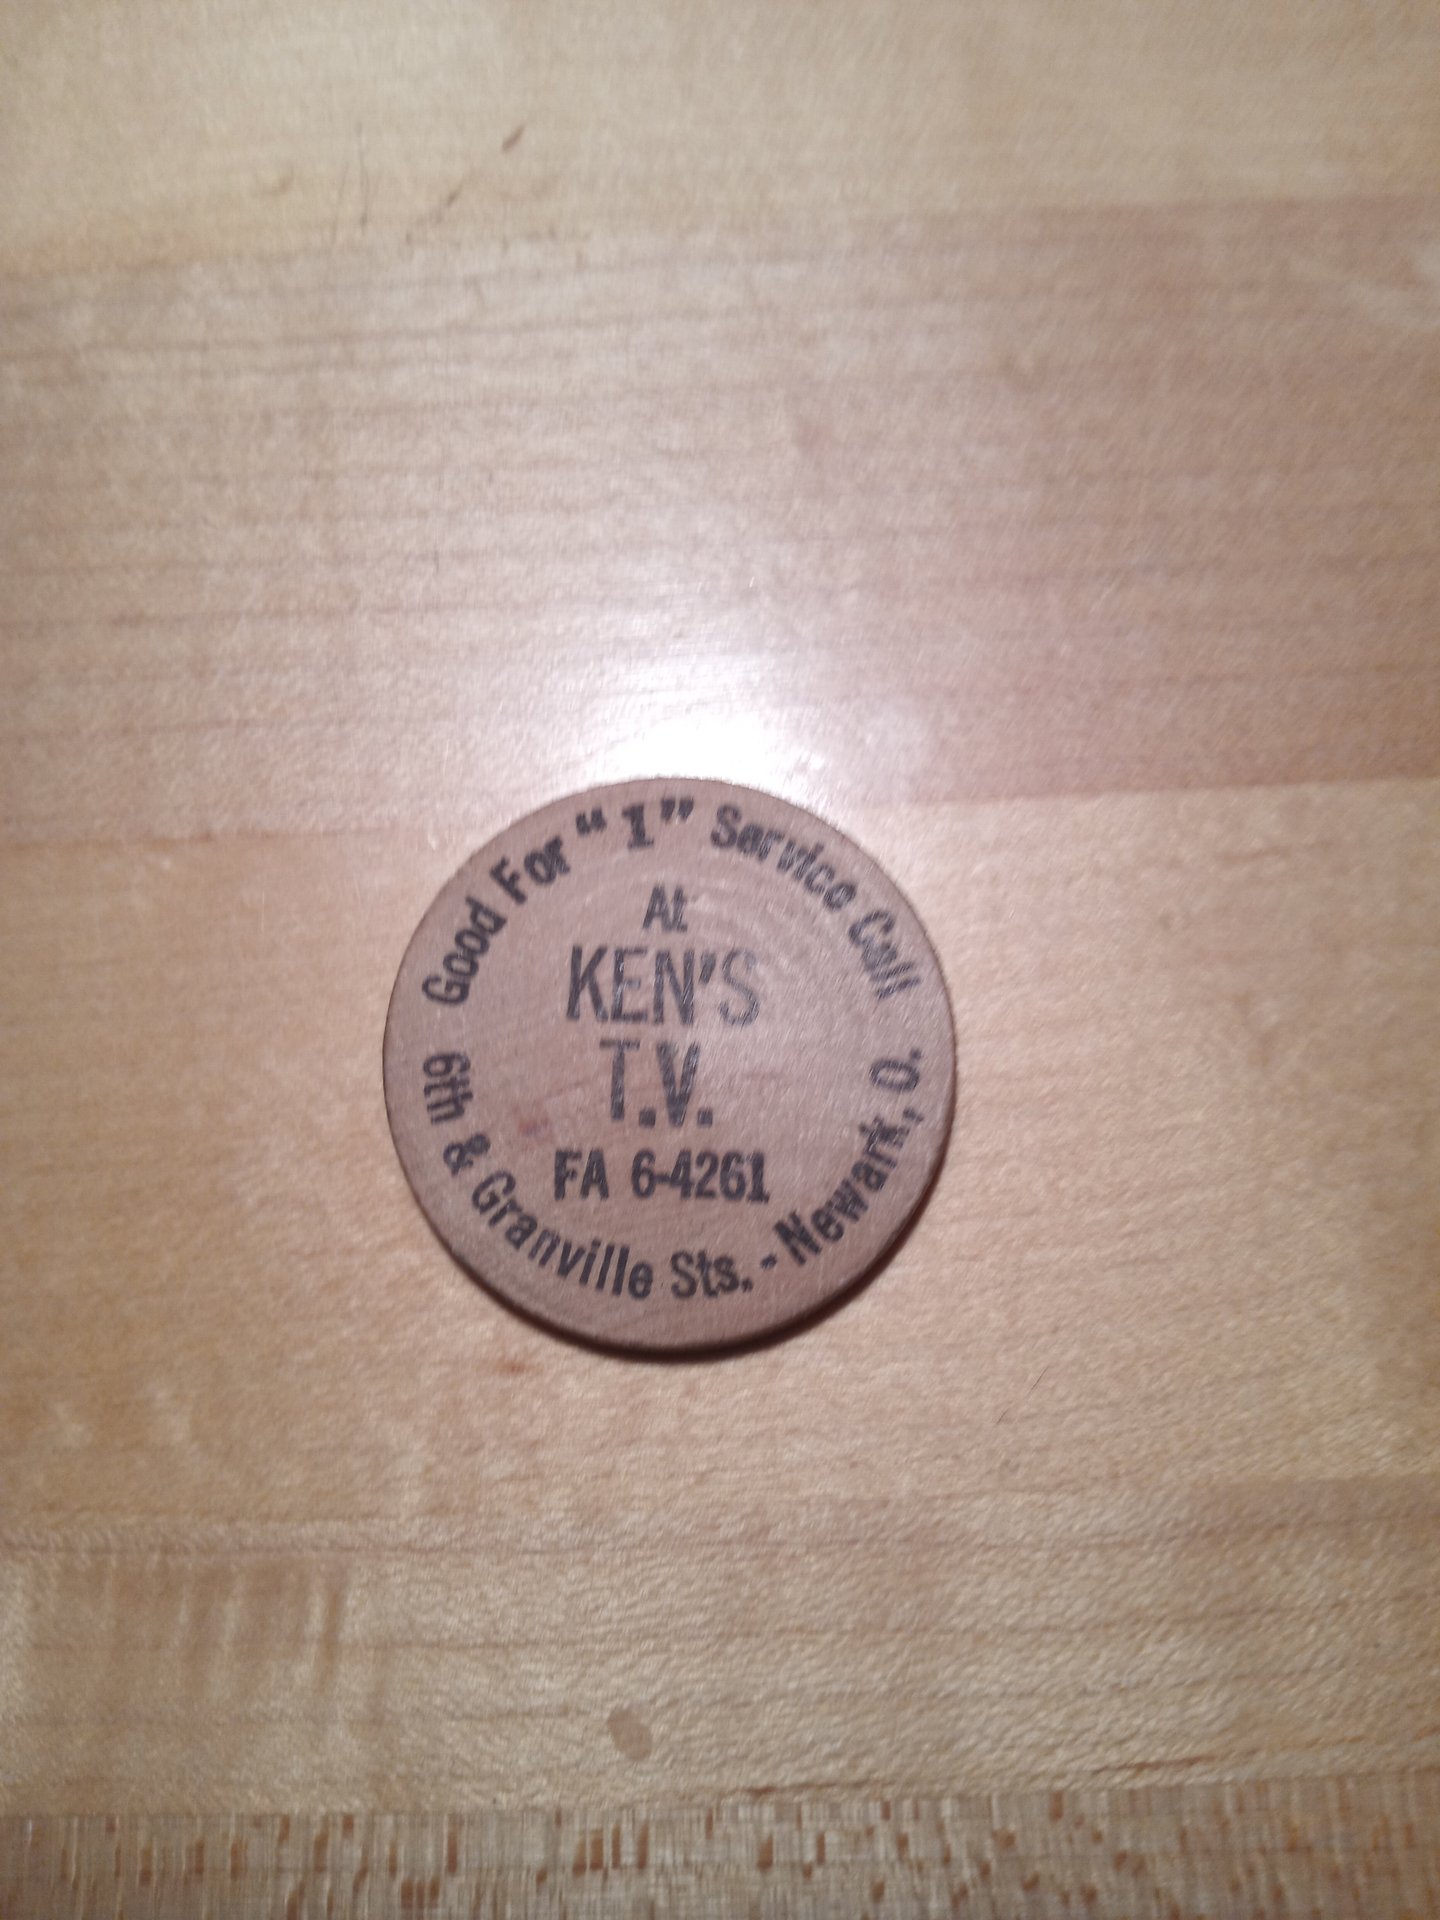 Good For "1" Service Call
At
KEN'S
T.V.
FA 6-4261
6th & Granville Sts. - Newark, O.